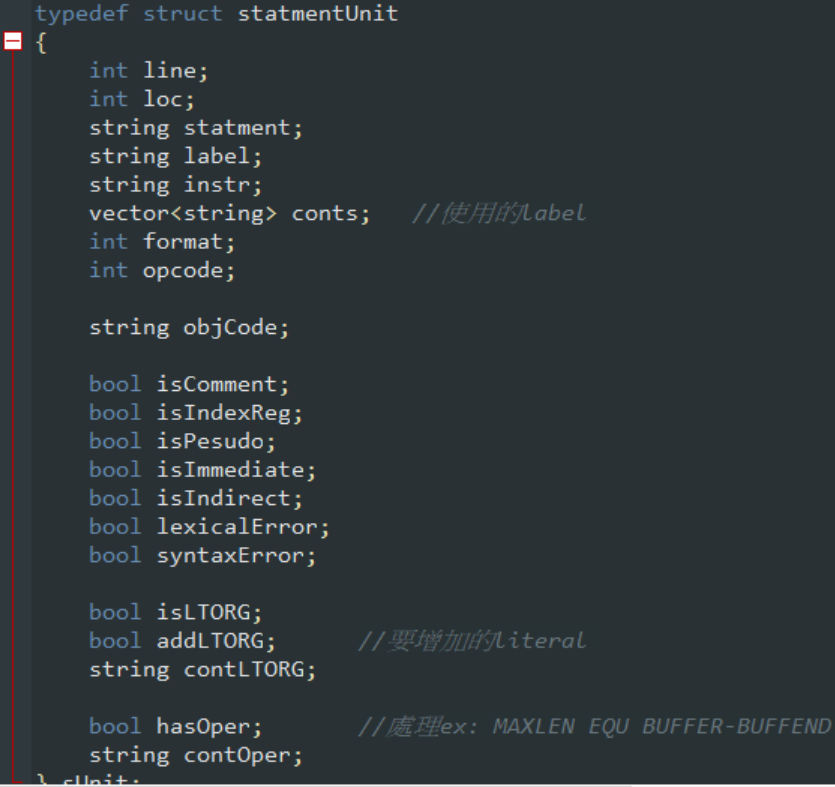 typedef struct statmentUnit
{
int line;
int loc;
string statment;
string label;
string instr;
vector<string> conts; //使用的label
int format;
int opcode;
string objCode;
bool isComment;
bool isIndexReg;
bool isPesudo;
bool isImmediate;
bool isIndirect;
bool lexicalError;
bool syntaxError;
bool isLTORG;
bool addLTORG; //要增加的literal
string contLTORG;
bool hasOper; //處理ex: MAXLEN EQU BUFFER-BUFFEND
string contOper;
} sUnit;